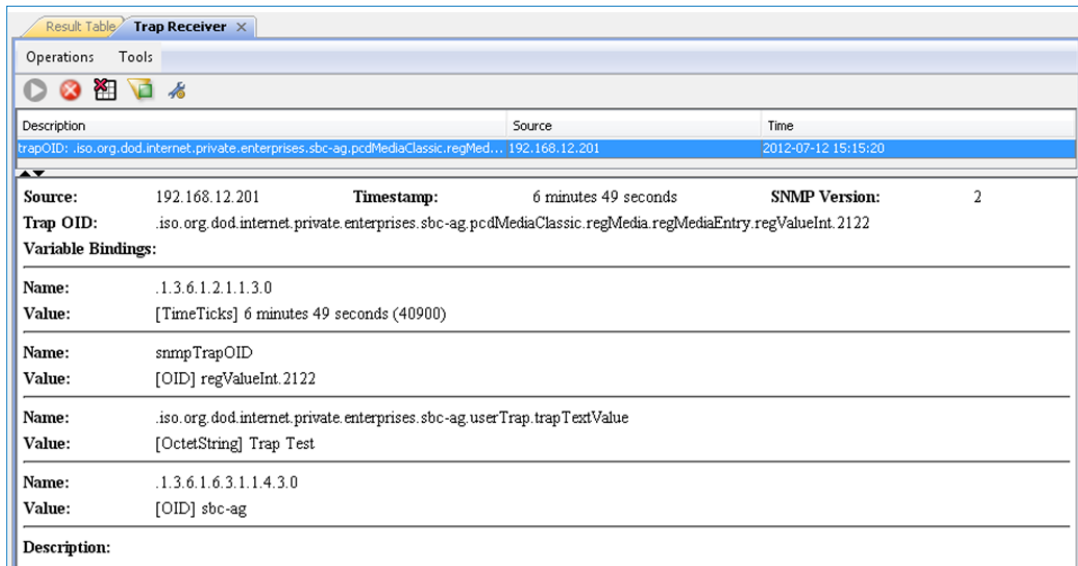 Result Table Trap Receiver
Operations Tools
Description Source Time
trapOID: .iso.org.dod.internet.private.enterprises.sbc-ag.pcdMediaClassic.regMed... 192.168.12.201 2012-07-12 15:15:20
Source: 192.168.12.201 Timestamp: 6 minutes 49 seconds SNMP Version: 2
Trap OID: .iso.org.dod.internet.private.enterprises.sbc-ag.pcdMediaClassic.regMedia.regMediaEntry.regValueInt.2122
Variable Bindings:
Name: .1.3.6.1.2.1.1.3.0
Value: [TimeTicks] 6 minutes 49 seconds (40900)
Name: snmpTrapOID
Value: [OID] regValueInt.2122
Name: .iso.org.dod.internet.private.enterprises.sbc-ag.userTrap.trapTextValue
Value: [OctetString] Trap Test
Name: .1.3.6.1.6.3.1.1.4.3.0
Value: [OID] sbc-ag
Description: